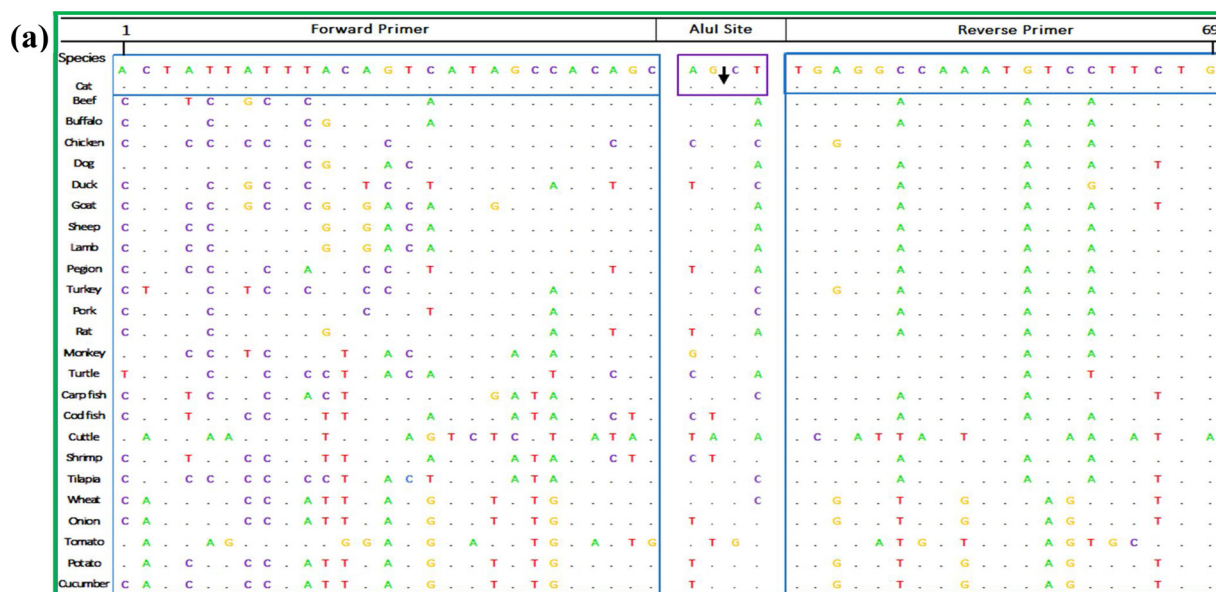 (a)
1 Forward Primer AluI Site Reverse Primer 69
Species A C T A T T A T T T A C A G T C A T A G C C A C A G C A G C T T G A G G C C A A A T G T C C T T C T G
Cat . . . . . . . . . . . . . . . . . . . . . . . . . . . . . . . . . . . . . . . . . . . . . . . . . . .
Beef C . . T C . G C . C . . . . . A . . . . . . . . . . . . . . A . . . . . A . . . . . A . . A . . . . .
Buffalo C . . . C . . . . C G . . . . A . . . . . . . . . . . . . . A . . . . . A . . . . . A . . A . . . . .
Chicken C . . C C . C C . C . . . C . . . . . . . . . . C . . C . . C . . G . . . . . . . . A . . A . . . . .
Dog . . . . . . . . . C G . . A C . . . . . . . . . . . . . . . A . . . . . A . . . . . A . . A . . T . .
Duck C . . . C . G C . C . . T C . T . . . . . A . . T . . T . . C . . . . . A . . . . . A . . G . . . . .
Goat C . . C C . G C . C G . G A C A . . G . . . . . . . . . . . A . . . . . A . . . . . A . . A . . T . .
Sheep C . . C C . . . . . G . G A C A . . . . . . . . . . . . . . A . . . . . A . . . . . A . . A . . . . .
Lamb C . . C C . . . . . G . G A C A . . . . . . . . . . . . . . A . . . . . A . . . . . A . . A . . . . .
Pegion C . . C C . . C . A . . C C . T . . . . . . . . T . . T . . A . . . . . A . . . . . A . . A . . . . .
Turkey C T . . C . T C . C . . C C . . . . . . . A . . . . . . . . C . . G . . A . . . . . A . . A . . . . .
Pork C . . . C . . . . . . . C . . T . . . . . A . . . . . . . . C . . . . . A . . . . . A . . A . . . . .
Rat C . . . C . . . . . G . . . . . . . . . . A . . T . . T . . A . . . . . A . . . . . A . . A . . . . .
Monkey . . . C C . T C . . . T . A C . . . . A . A . . . . . G . . . . . . . . . . . . . . A . . A . . . . .
Turtle T . . . C . . C . C C T . A C A . . . . . T . . C . . C . . A . . . . . . . . . . . A . . T . . . . .
Carp fish C . . T C . . C . A C T . . . . . . G A T A . . . . . . . . C . . . . . A . . . . . A . . . . . T . .
Cod fish C . . T . . C C . . T T . . . A . . . A T A . . C T . C T . . . . . . . A . . . . . A . . A . . . . .
Cuttle . A . . A A . . . . T . . . A G T C T C . T . A T A . T A . A . C . A T T A . T . . . . A A . A T . A
Shrimp C . . T . . C C . . T T . . . A . . . A T A . . C T . C T . . . . . . . A . . . . . A . . A . . . . .
Tilapia C . . C C . C C . C C T . A C T . . . A T A . . . . . . . . C . . . . . A . . . . . A . . A . . T . .
Wheat C A . . . . C C . A T T . A . G . . T . T G . . . . . . . . C . . G . . T . . G . . . A G . . . T . .
Onion C A . . . . C C . A T T . A . G . . T . T G . . . . . T . . . . . G . . T . . G . . . A G . . . T . .
Tomato . A . . A G . . . . . G G A . G . A . . T G . A . T G . T G . . . . . A T G . T . . . A G T G C . . .
Potato . A . C . . C C . A T T . A . G . . T . T G . . . . . T . . . . . G . . T . . G . . . A G . . . T . .
Cucumber C A . C . . C C . A T T . A . G . . T . T G . . . . . T . . . . . G . . T . . G . . . A G . . . T . .